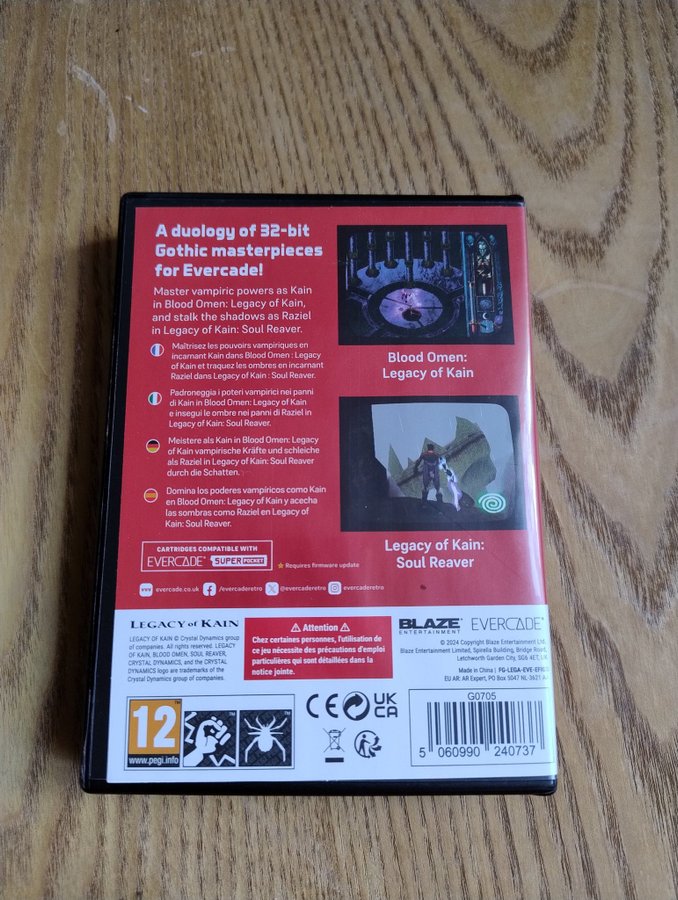 A duology of 32-bit
Gothic masterpieces
for Evercade!
Master vampiric powers as Kain
in Blood Omen: Legacy of Kain,
and stalk the shadows as Raziel
in Legacy of Kain: Soul Reaver.
Maîtrisez les pouvoirs vampiriques en
incarnant Kain dans Blood Omen : Legacy
of Kain et traquez les ombres en incarnant
Raziel dans Legacy of Kain : Soul Reaver.
Padroneggia i poteri vampirici nei panni
di Kain in Blood Omen: Legacy of Kain
e insegui le ombre nei panni di Raziel in
Legacy of Kain: Soul Reaver.
Meistere als Kain in Blood Omen: Legacy
of Kain vampirische Kräfte und schleiche
als Raziel in Legacy of Kain: Soul Reaver
durch die Schatten.
Domina los poderes vampíricos como Kain
en Blood Omen: Legacy of Kain y acecha
las sombras como Raziel en Legacy of
Kain: Soul Reaver.
Blood Omen:
Legacy of Kain
Legacy of Kain:
Soul Reaver
CARTRIDGES COMPATIBLE WITH
EVERCADE™ SUPER POCKET
Requires firmware update
evercade.co.uk /evercaderetro @evercaderetro @evercaderetro
LEGACY OF KAIN
LEGACY OF KAIN © Crystal Dynamics group
of companies. All rights reserved. LEGACY
OF KAIN, BLOOD OMEN, SOUL REAVER,
CRYSTAL DYNAMICS, and the CRYSTAL
DYNAMICS logo are trademarks of the
Crystal Dynamics group of companies.
Attention
Chez certaines personnes, l'utilisation de
ce jeu nécessite des précautions d'emploi
particulières qui sont détaillées dans la
notice jointe.
BLAZE™ EVERCADE™
ENTERTAINMENT
© 2024 Copyright Blaze Entertainment Ltd.
Blaze Entertainment Limited, Spirella Building, Bridge Road,
Letchworth Garden City, SG6 4ET,
Made in China | PG-LEGA-EVE-
EU AR: AR Expert, PO Box 5047 NL-3621
12™
www.pegi.info
CE UK
CA
G0705
5 060990 240737